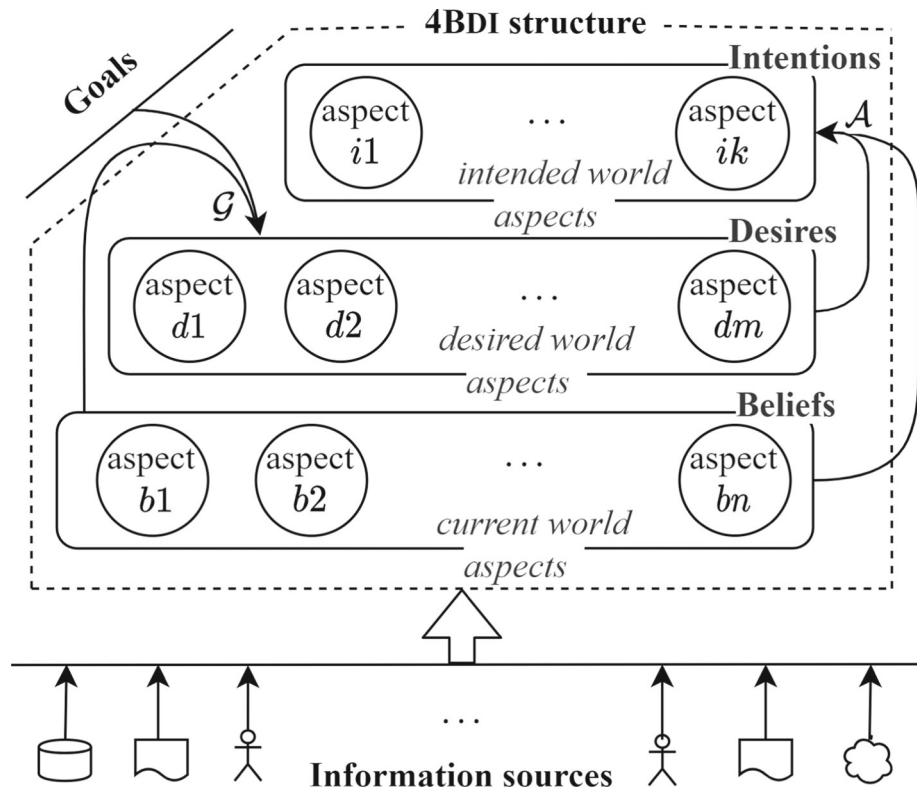 4BDI structure
Goals
Intentions
aspect
i1
...
aspect
ik
𝒜
intended world
aspects
𝒢
Desires
aspect
d1
aspect
d2
...
aspect
dm
desired world
aspects
Beliefs
aspect
b1
aspect
b2
...
aspect
bn
current world
aspects
...
Information sources